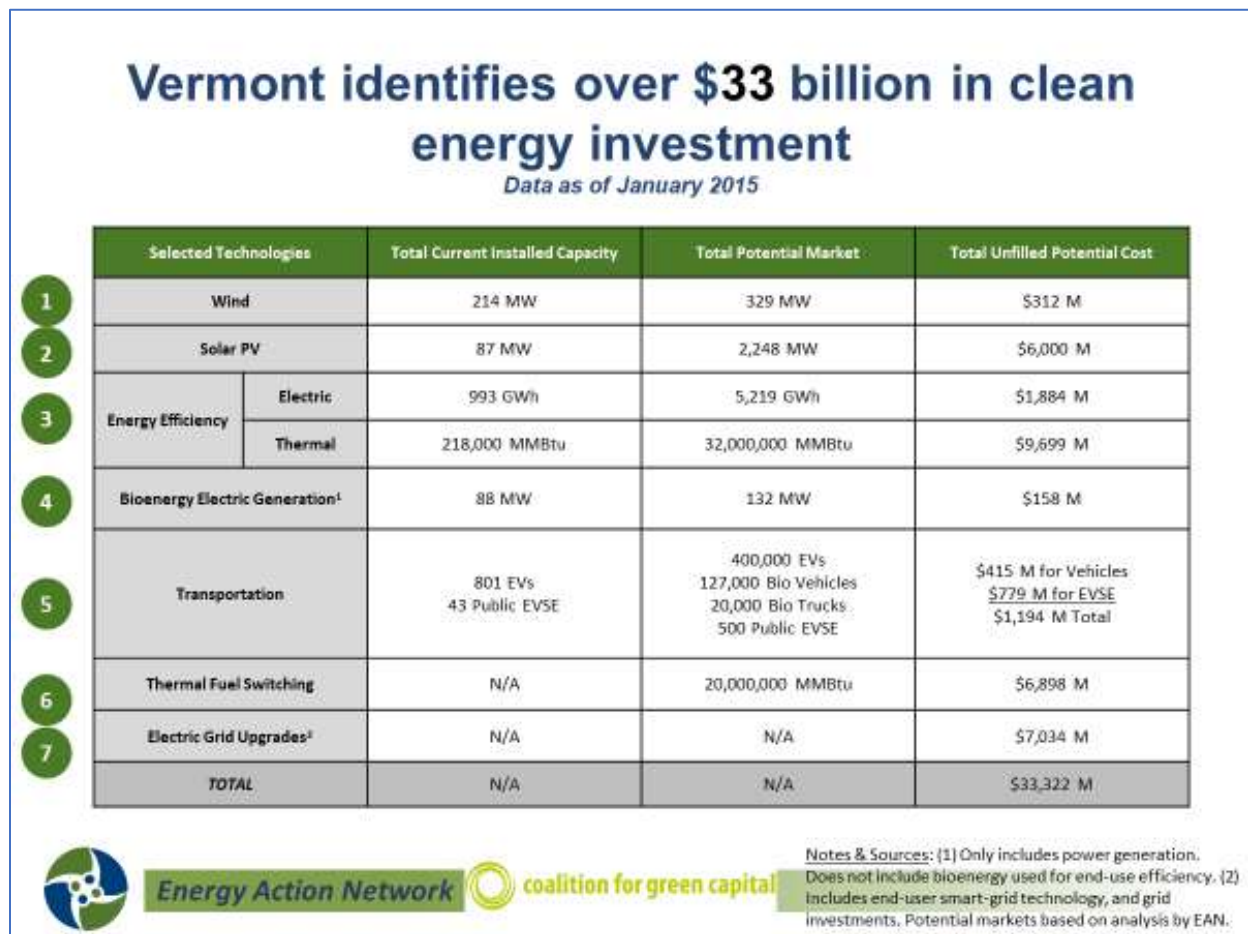 Vermont identifies over $33 billion in clean
energy investment
Data as of January 2015
Selected Technologies Total Current Installed Capacity Total Potential Market Total Unfilled Potential Cost
1 Wind 214 MW 329 MW $312 M
2 Solar PV 87 MW 2,248 MW $6,000 M
3 Energy Efficiency Electric 993 GWh 5,219 GWh $1,884 M
Thermal 218,000 MMBtu 32,000,000 MMBtu $9,699 M
4 Bioenergy Electric Generation¹ 88 MW 132 MW $158 M
5 Transportation
801 EVs
43 Public EVSE
400,000 EVs
127,000 Bio Vehicles
20,000 Bio Trucks
500 Public EVSE
$415 M for Vehicles
$779 M for EVSE
$1,194 M Total
6 Thermal Fuel Switching N/A 20,000,000 MMBtu $6,898 M
7 Electric Grid Upgrades² N/A N/A $7,034 M
TOTAL N/A N/A $33,322 M
Energy Action Network
coalition for green capital
Notes & Sources: (1) Only includes power generation.
Does not include bioenergy used for end-use efficiency. (2)
Includes end-user smart-grid technology, and grid
investments. Potential markets based on analysis by EAN.